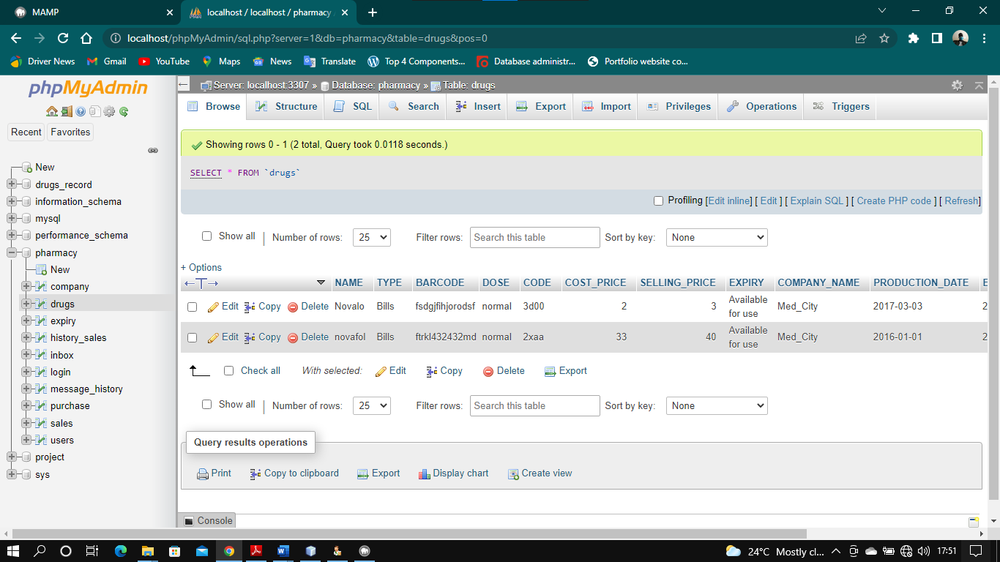 MAMP
localhost / localhost / pharmacy
localhost/phpMyAdmin/sql.php?server=1&db=pharmacy&table=drugs&pos=0
Driver News Gmail YouTube Maps News Translate Top 4 Components... Database administr... Portfolio website co...
phpMyAdmin
Recent Favorites
New
drugs_record
information_schema
mysql
performance_schema
pharmacy
New
company
drugs
expiry
history_sales
inbox
login
message_history
purchase
sales
users
project
sys
Server: localhost:3307 » Database: pharmacy » Table: drugs
Browse Structure SQL Search Insert Export Import Privileges Operations Triggers
Showing rows 0 - 1 (2 total, Query took 0.0118 seconds.)
SELECT * FROM `drugs`
Profiling [Edit inline] [ Edit ] [ Explain SQL ] [ Create PHP code ] [ Refresh]
Show all | Number of rows: 25 Filter rows: Search this table Sort by key: None
+ Options
←T→ NAME TYPE BARCODE DOSE CODE COST_PRICE SELLING_PRICE EXPIRY COMPANY_NAME PRODUCTION_DATE E
Edit Copy Delete Novalo Bills fsdgjfihjorodsf normal 3d00 2 3 Available for use Med_City 2017-03-03 2
Edit Copy Delete novafol Bills ftrkl432432md normal 2xaa 33 40 Available for use Med_City 2016-01-01 2
Check all With selected: Edit Copy Delete Export
Show all | Number of rows: 25 Filter rows: Search this table Sort by key: None
Query results operations
Print Copy to clipboard Export Display chart Create view
Console
24°C Mostly cl... 17:51